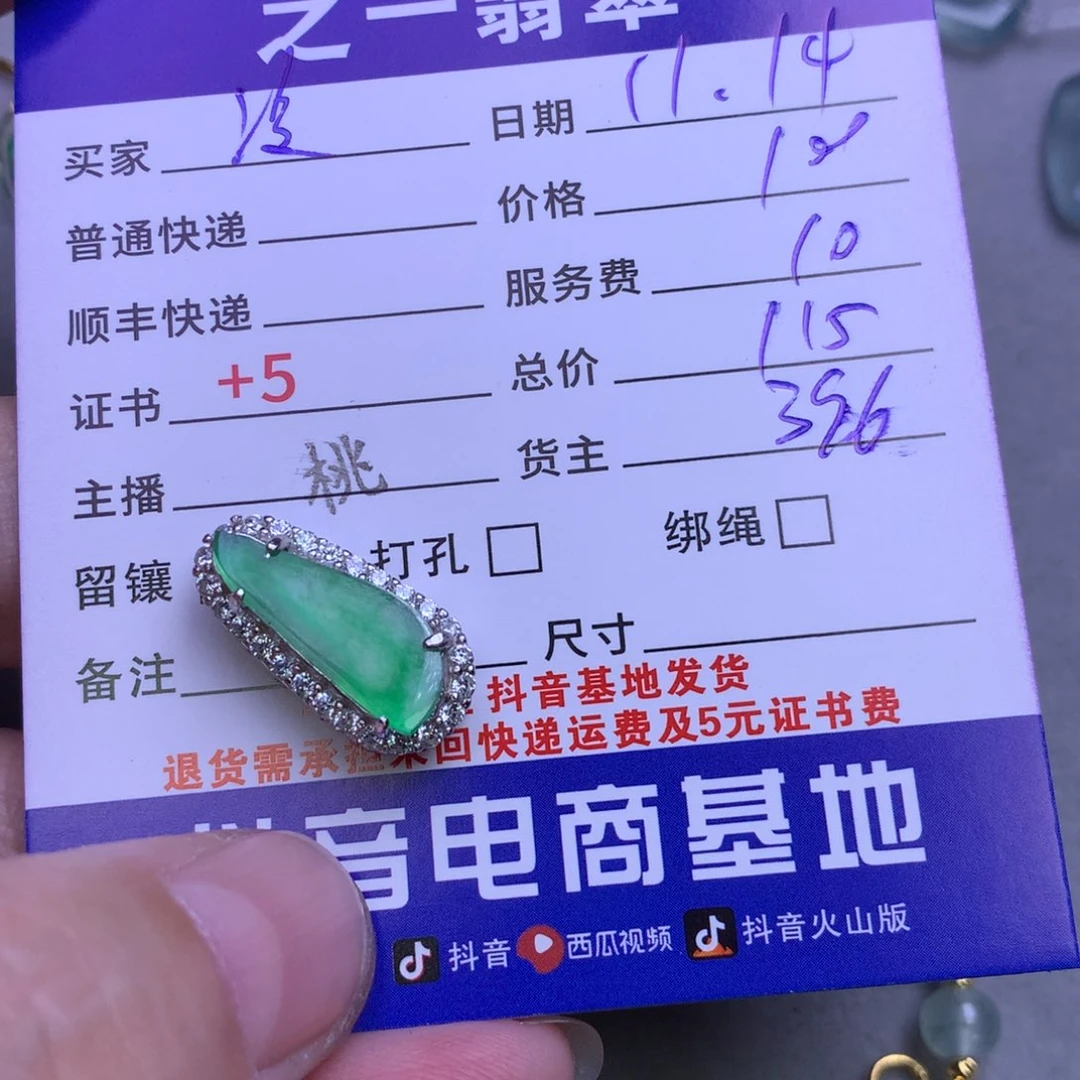 之一翡翠
买家 日期 11.14
普通快递 价格
顺丰快递 服务费 10
证书 +5 总价 115
主播 桃 货主 396
留镶 打孔 绑绳
备注 尺寸
抖音基地发货
退货需承担来回快递运费及5元证书费
抖音电商基地
抖音 西瓜视频 抖音火山版